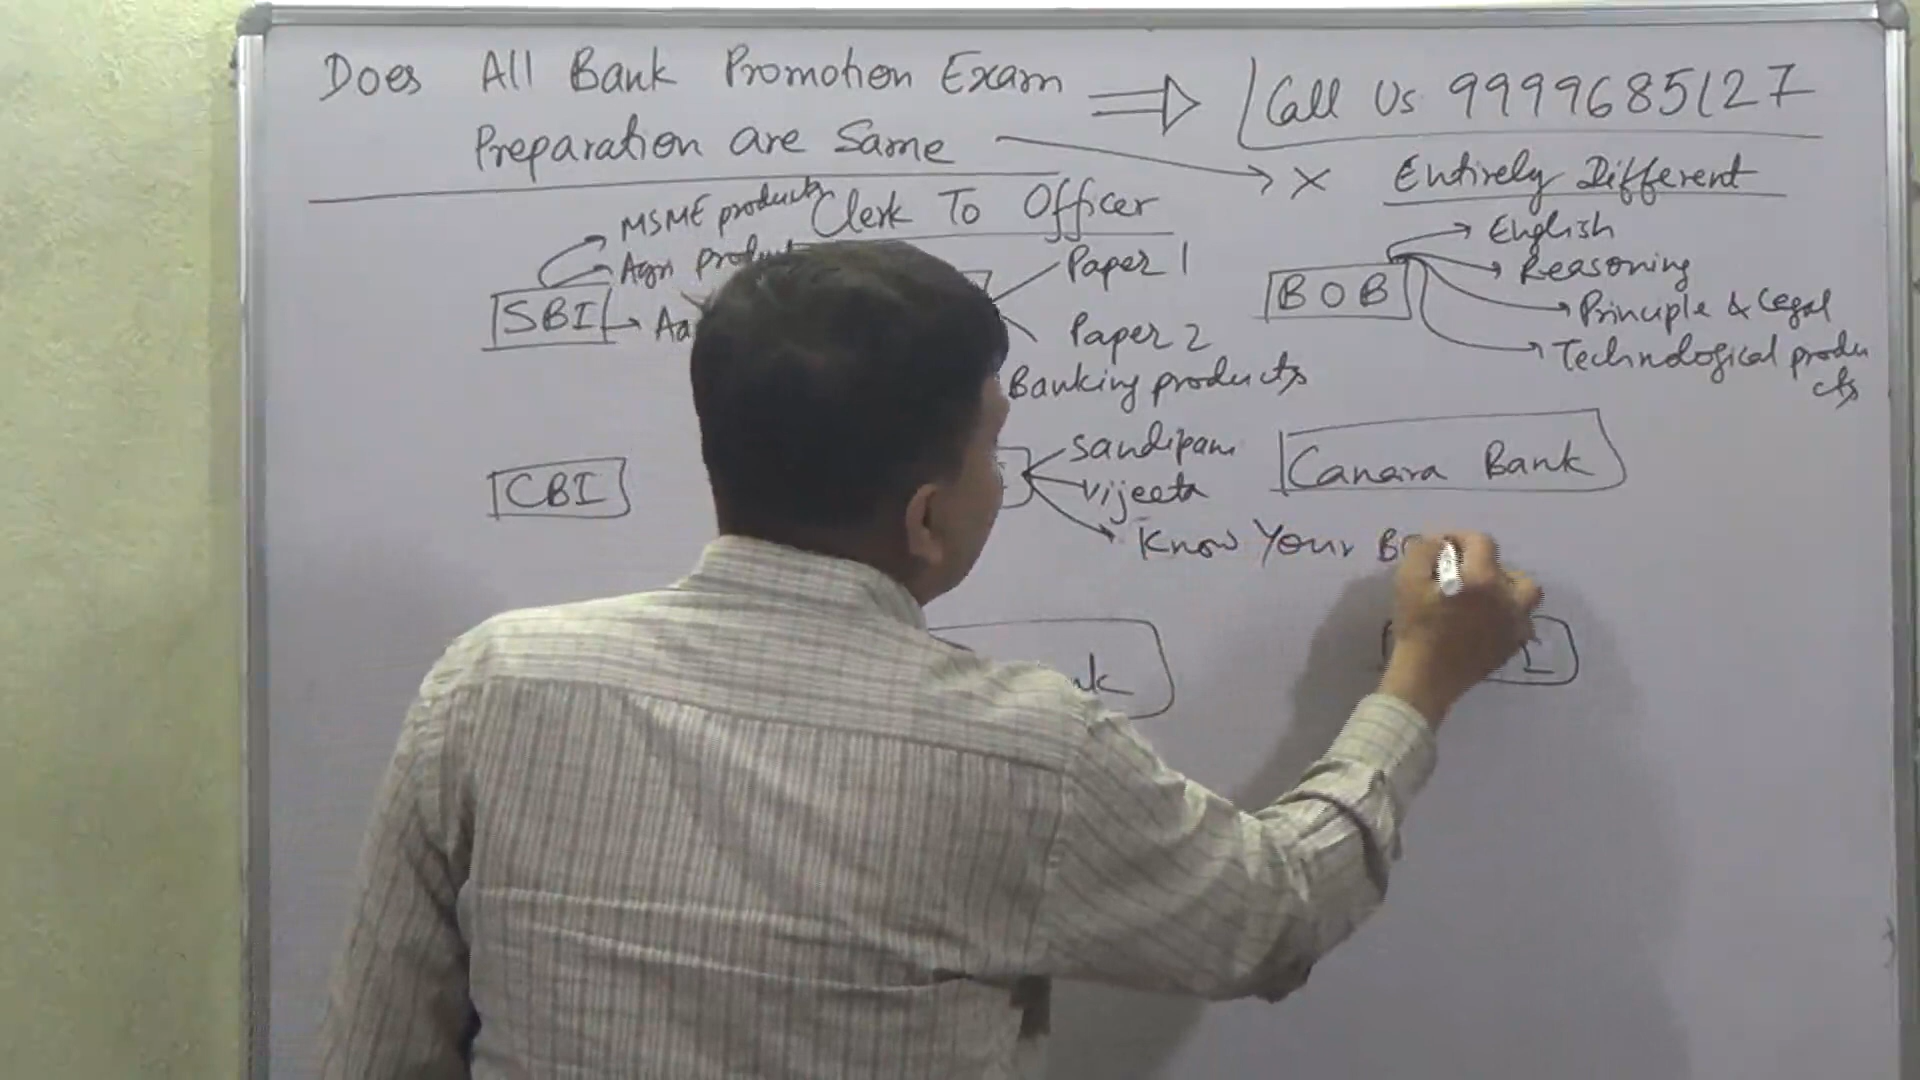 Does All Bank Promotion Exam
Preparation are Same
Call Us 9999685127
X Entirely Different
Clerk To Officer
MSME products
Agri
SBI
Paper 1
Paper 2
Banking products
BOB
English
Reasoning
Principle & Legal
Technological produ
cts
CBI
Sandipani
Vijeeta
Know Your
Canara Bank